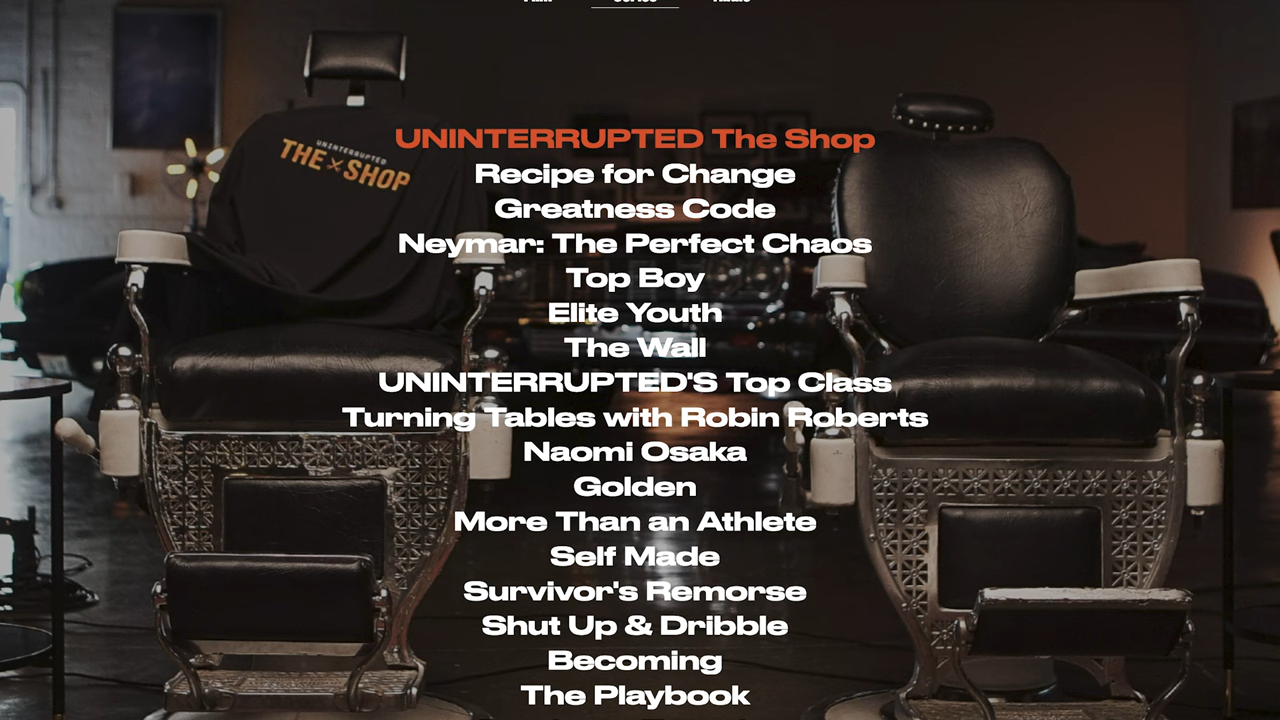 UNINTERRUPTED
THE SHOP
UNINTERRUPTED The Shop
Recipe for Change
Greatness Code
Neymar: The Perfect Chaos
Top Boy
Elite Youth
The Wall
UNINTERRUPTED'S Top Class
Turning Tables with Robin Roberts
Naomi Osaka
Golden
More Than an Athlete
Self Made
Survivor's Remorse
Shut Up & Dribble
Becoming
The Playbook